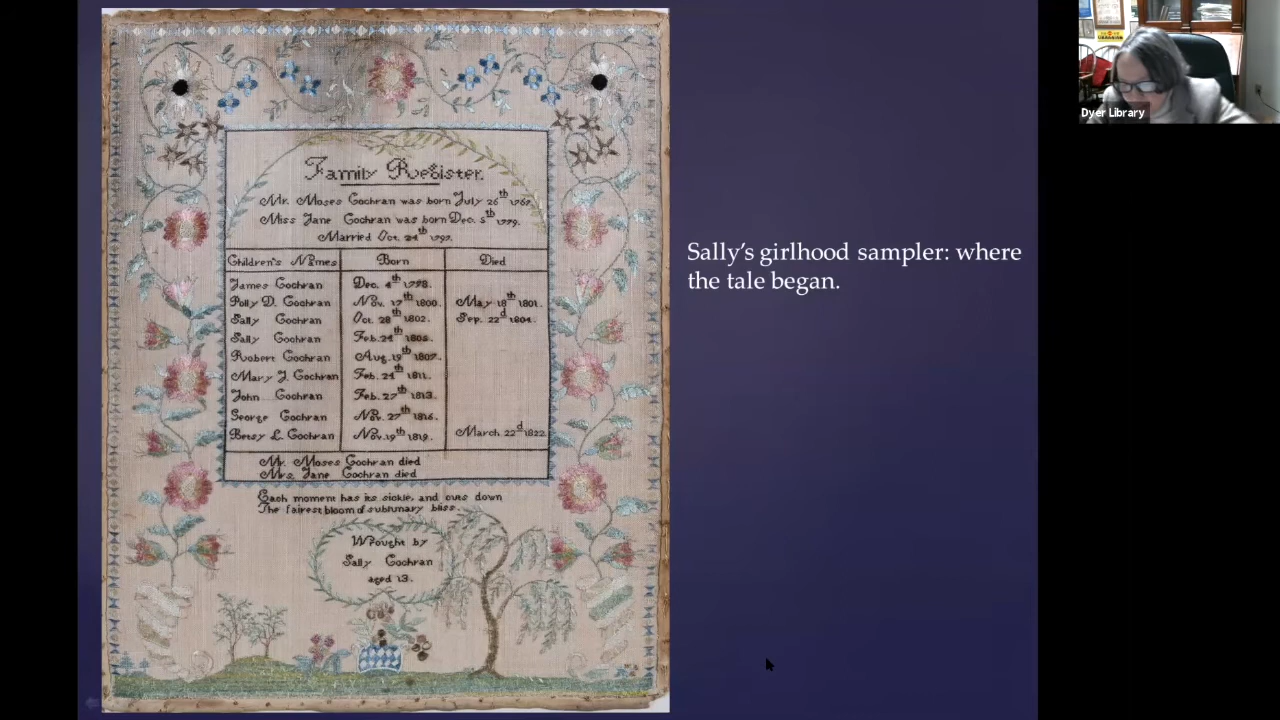 Family Register.
Mr. Moses Cochran was born July 26th 1769.
Miss Jane Cochran was born Dec. 5th 1779.
Married Oct. 24th 1797.
Children's Names Born Died
James Cochran Dec. 4th 1798.
Polly D. Cochran Nov. 17th 1800. May 18th 1801.
Sally Cochran Oct. 28th 1802. Sep. 22d 1804.
Sally Cochran Feb. 24th 1805.
Robert Cochran Aug. 19th 1807.
Mary J. Cochran Feb. 24th 1811.
John Cochran Feb. 27th 1813.
George Cochran Nov. 27th 1816.
Betsy L. Cochran Nov. 19th 1819. March 22d 1822.
Mr. Moses Cochran died
Mrs. Jane Cochran died
Each moment has its sickle, and cuts down
The fairest bloom of sublunary bliss.
Wrought by
Sally Cochran
aged 13.
Sally's girlhood sampler: where
the tale began.
Dyer Library